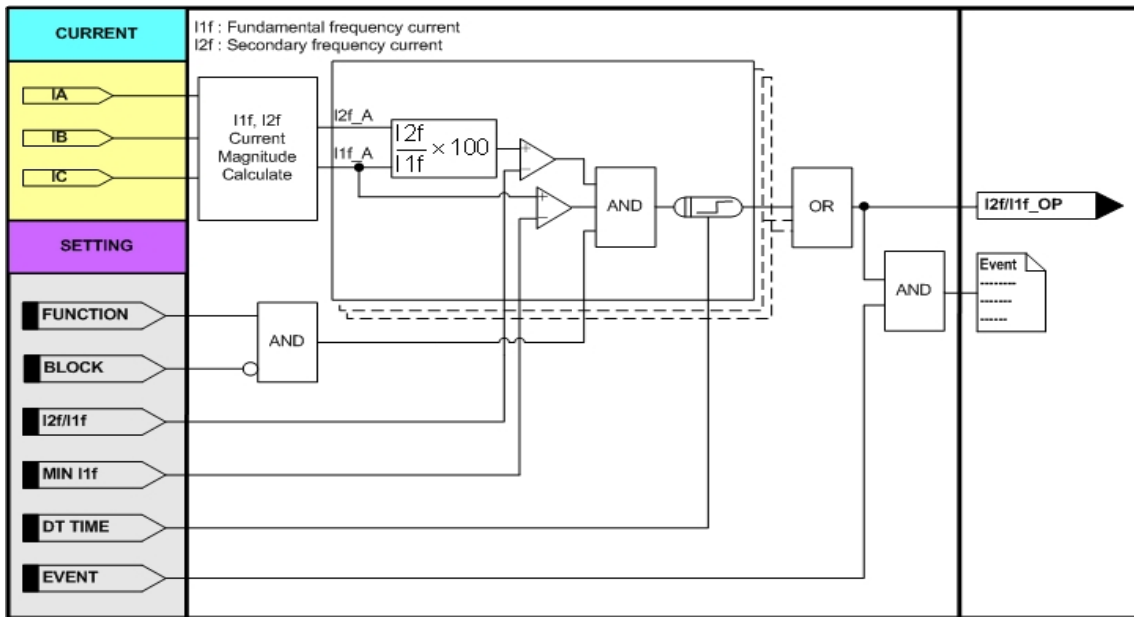 CURRENT
I1f : Fundamental frequency current
I2f : Secondary frequency current
IA
IB
IC
I1f, I2f
Current
Magnitude
Calculate
I2f_A
I1f_A
I2f
I1f
× 100
+
−
+
−
AND
OR
I2f/I1f_OP
SETTING
AND
Event
--------
-------
------
FUNCTION
AND
BLOCK
I2f/I1f
MIN I1f
DT TIME
EVENT